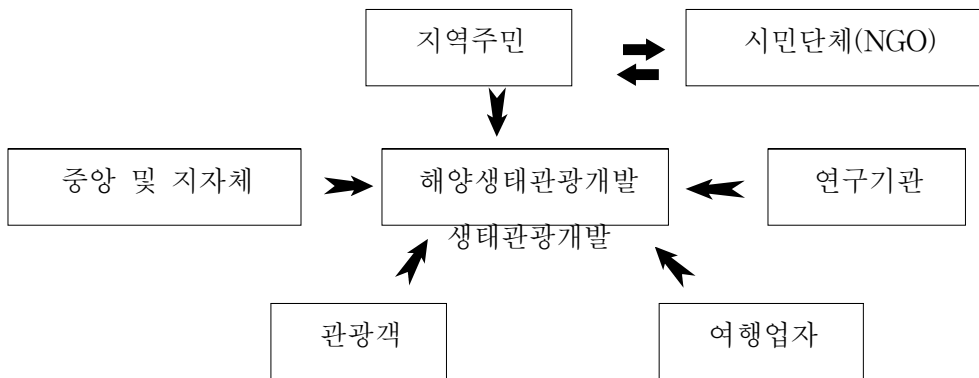 지역주민
시민단체(NGO)
중앙 및 지자체
해양생태관광개발
생태관광개발
연구기관
관광객
여행업자